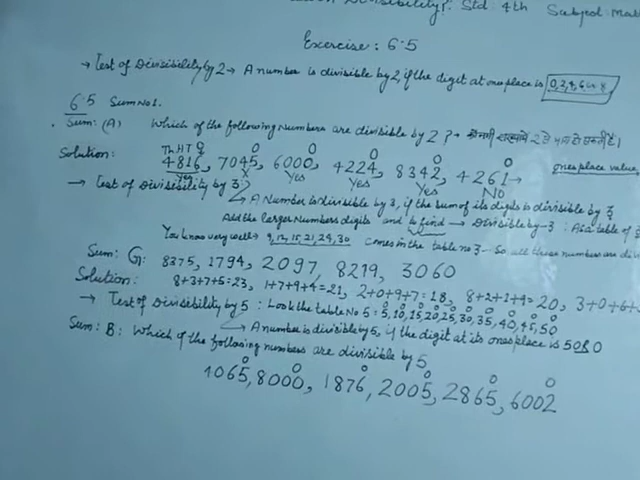 Divisibility?. Std: 4th Subject: Mat
Exercise: 6.5
→ Test of Divisibility by 2 → A number is divisible by 2, if the digit at ones place is 0,2,4,6 or 8
6.5 Sum No 1.
Sum: (A) Which of the following Numbers are divisible by 2?
Th H T O O O O O O
Solution: 4816, 7045, 6000, 4224, 8342, 4261 → ones place value,
Yes X Yes Yes Yes No
→ Test of Divisibility by 3:
→ A Number is divisible by 3, if the sum of its digits is divisible by 3
Add the larger Numbers digits and to find → Divisible by-3 : As a table of 3
You know very well → 9,12,15,21,24,30 comes in the table no 3 - So all these numbers are div
Sum: G: 8375, 1794, 2097, 8219, 3060
Solution: 8+3+7+5=23, 1+7+9+4=21, 2+0+9+7=18, 8+2+1+9=20, 3+0+6+
→ Test of Divisibility by 5 : Look the table No 5 = 5,10,15,20,25,30,35,40,45,50
→ A number is divisible by 5, if the digit at its ones place is 5 OR 0
Sum: B: Which of the following numbers are divisible by 5,
O O O O O O
1065, 8000, 1876, 2005, 2865, 6002